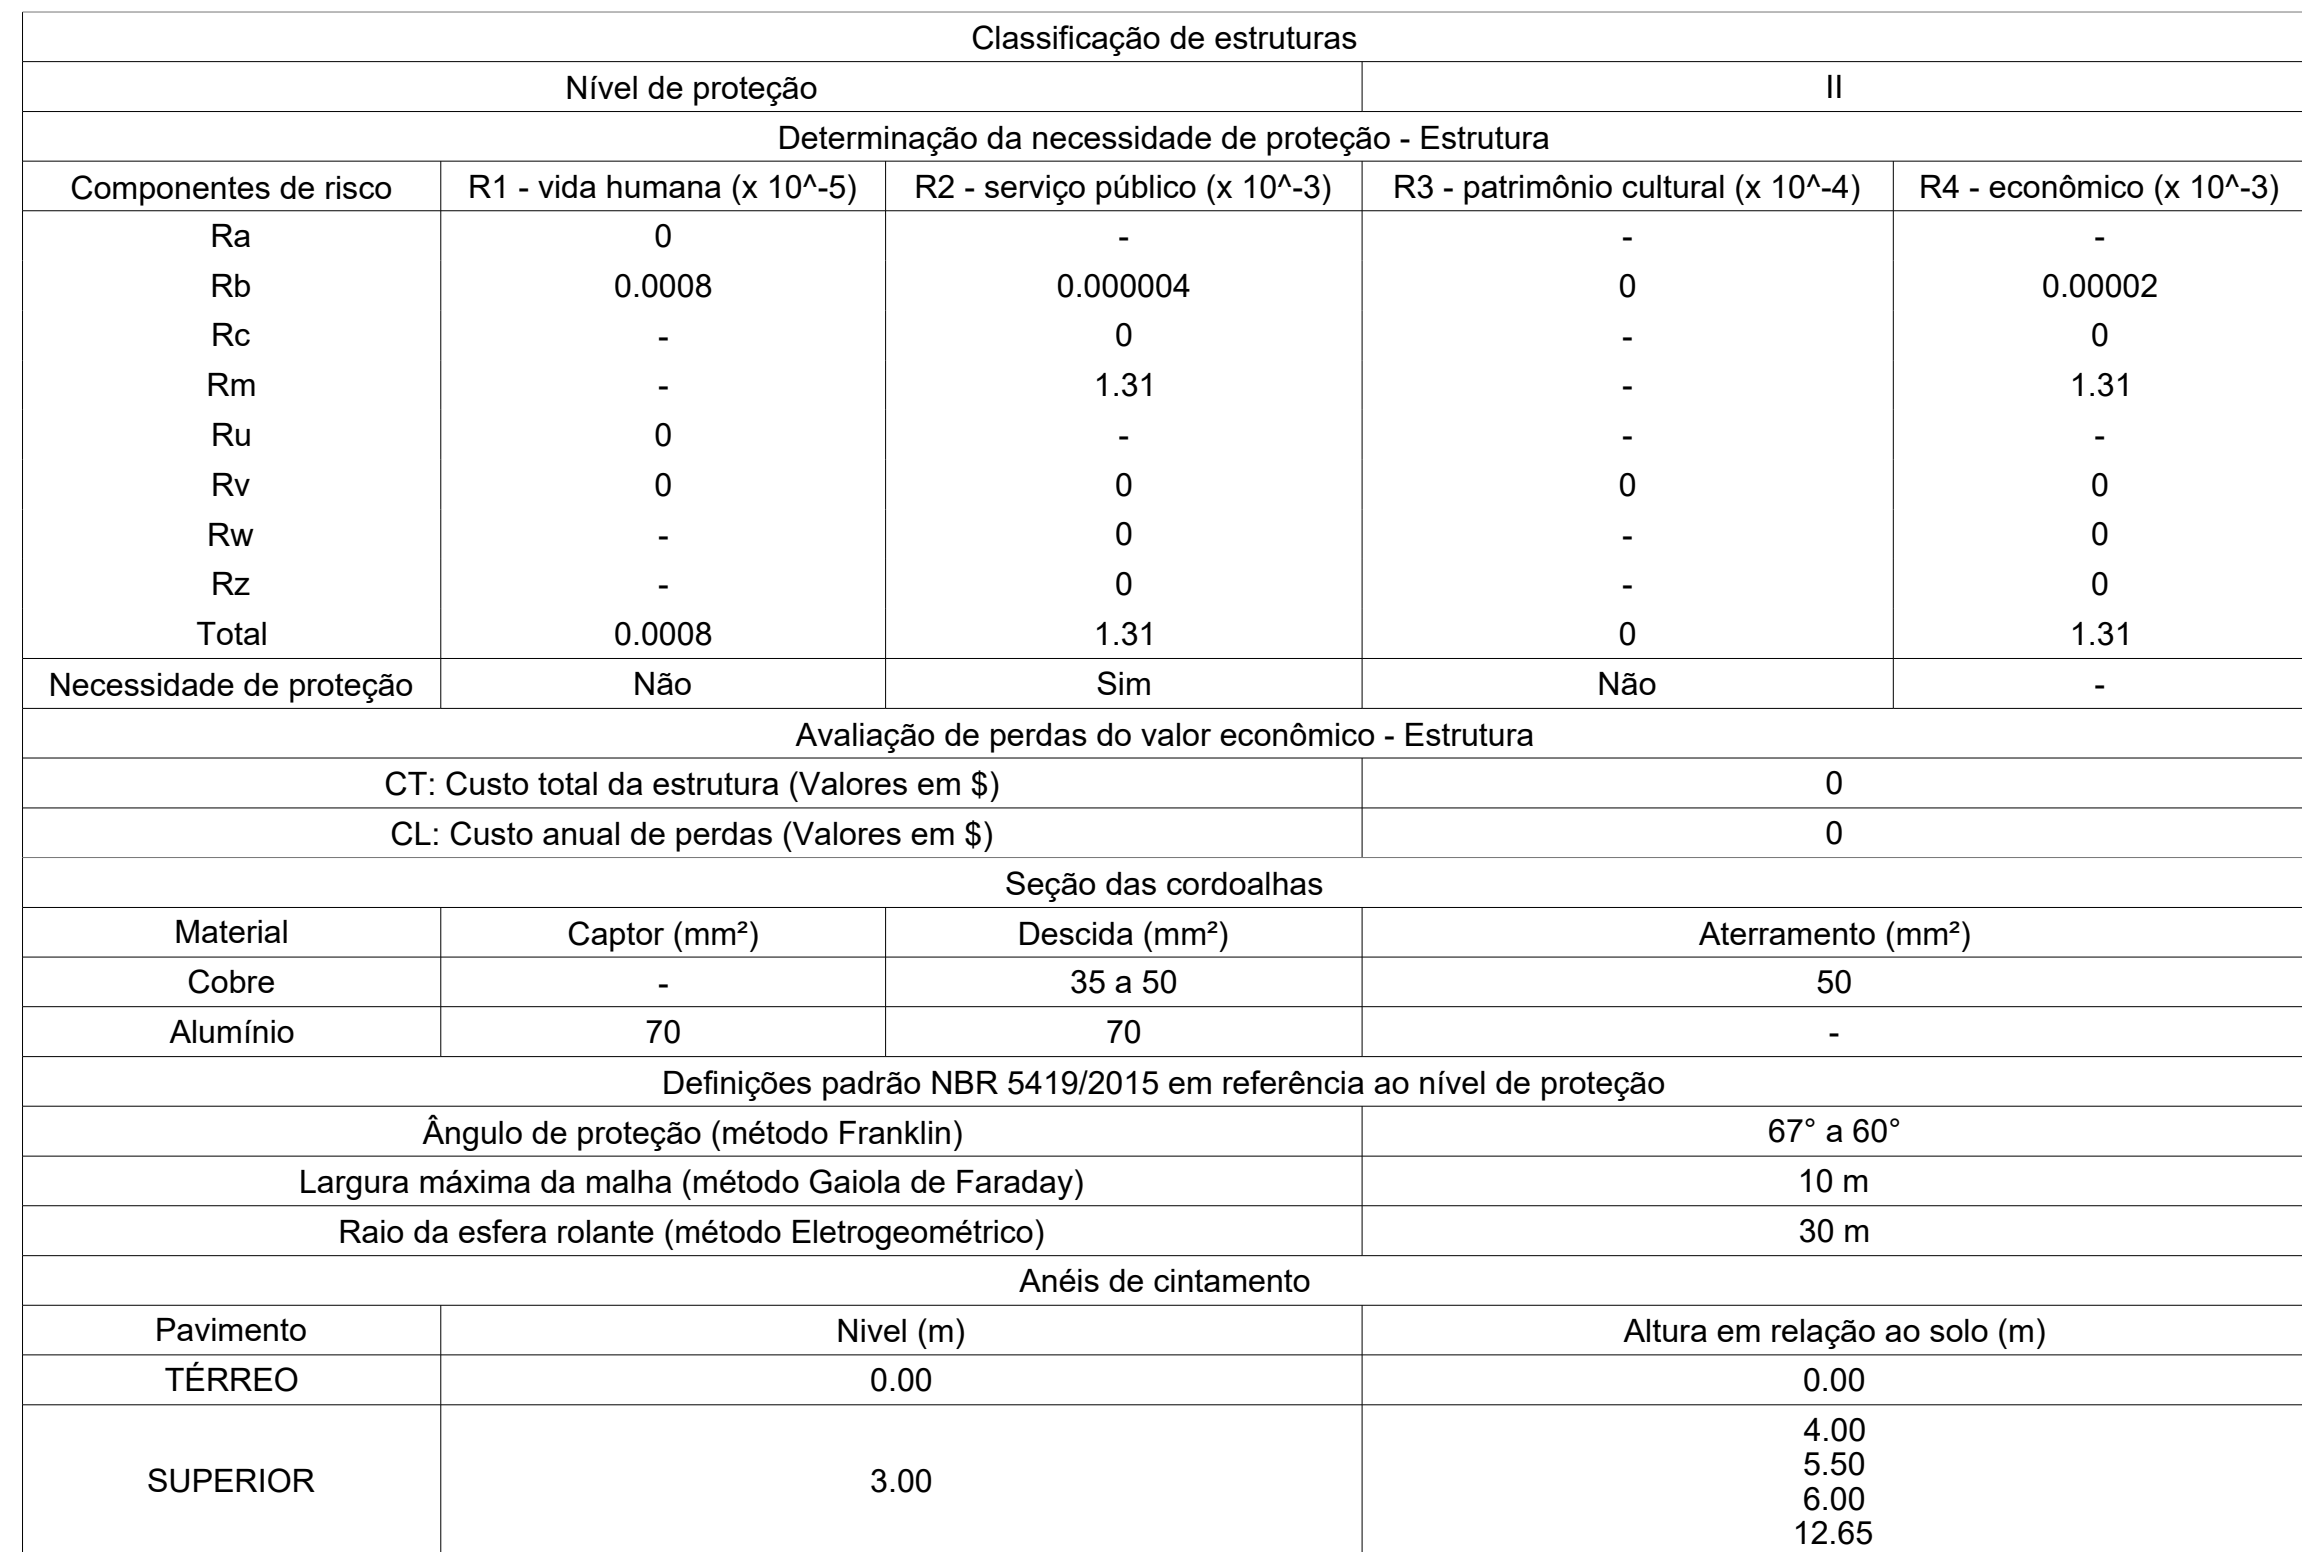 Classificação de estruturas
Nível de proteção II
Determinação da necessidade de proteção - Estrutura
Componentes de risco R1 - vida humana (x 10^-5) R2 - serviço público (x 10^-3) R3 - patrimônio cultural (x 10^-4) R4 - econômico (x 10^-3)
Ra 0 - - -
Rb 0.0008 0.000004 0 0.00002
Rc - 0 - 0
Rm - 1.31 - 1.31
Ru 0 - - -
Rv 0 0 0 0
Rw - 0 - 0
Rz - 0 - 0
Total 0.0008 1.31 0 1.31
Necessidade de proteção Não Sim Não -
Avaliação de perdas do valor econômico - Estrutura
CT: Custo total da estrutura (Valores em $) 0
CL: Custo anual de perdas (Valores em $) 0
Seção das cordoalhas
Material Captor (mm²) Descida (mm²) Aterramento (mm²)
Cobre - 35 a 50 50
Alumínio 70 70 -
Definições padrão NBR 5419/2015 em referência ao nível de proteção
Ângulo de proteção (método Franklin) 67° a 60°
Largura máxima da malha (método Gaiola de Faraday) 10 m
Raio da esfera rolante (método Eletrogeométrico) 30 m
Anéis de cintamento
Pavimento Nivel (m) Altura em relação ao solo (m)
TÉRREO 0.00 0.00
SUPERIOR 3.00 4.00
5.50
6.00
12.65